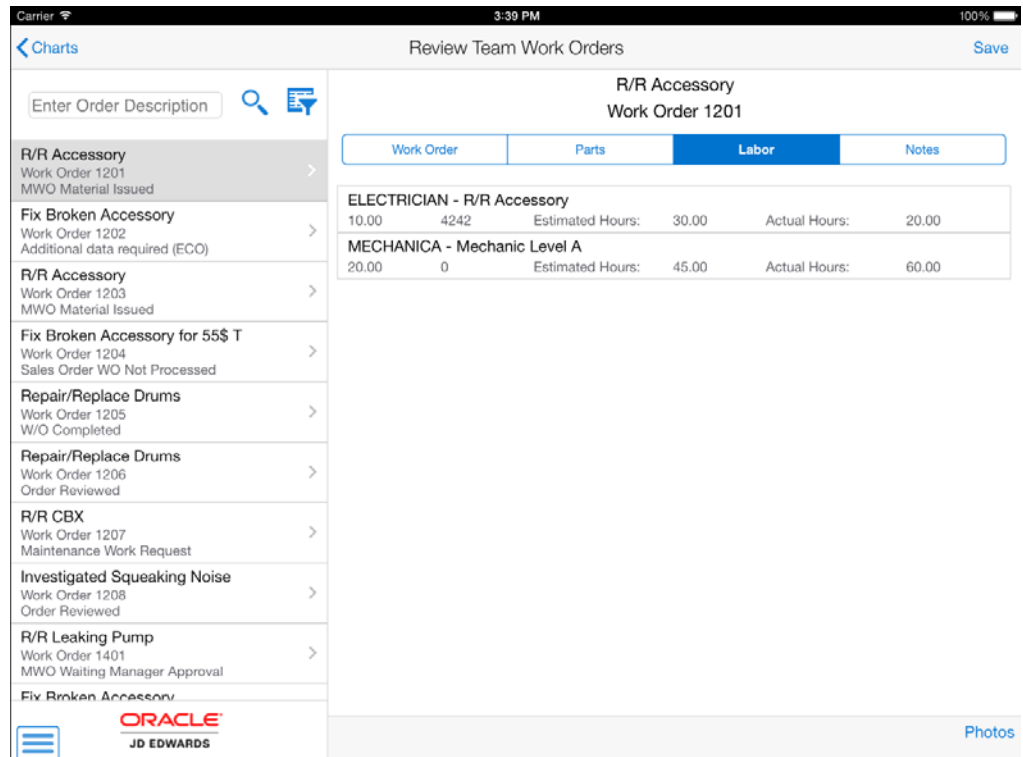 Carrier 3:39 PM 100%
Charts Review Team Work Orders Save
Enter Order Description
R/R Accessory
Work Order 1201
MWO Material Issued
Fix Broken Accessory
Work Order 1202
Additional data required (ECO)
R/R Accessory
Work Order 1203
MWO Material Issued
Fix Broken Accessory for 55$ T
Work Order 1204
Sales Order WO Not Processed
Repair/Replace Drums
Work Order 1205
W/O Completed
Repair/Replace Drums
Work Order 1206
Order Reviewed
R/R CBX
Work Order 1207
Maintenance Work Request
Investigated Squeaking Noise
Work Order 1208
Order Reviewed
R/R Leaking Pump
Work Order 1401
MWO Waiting Manager Approval
Fix Broken Accessory
ORACLE
JD EDWARDS
R/R Accessory
Work Order 1201
Work Order Parts Labor Notes
ELECTRICIAN - R/R Accessory
10.00 4242 Estimated Hours: 30.00 Actual Hours: 20.00
MECHANICA - Mechanic Level A
20.00 0 Estimated Hours: 45.00 Actual Hours: 60.00
Photos